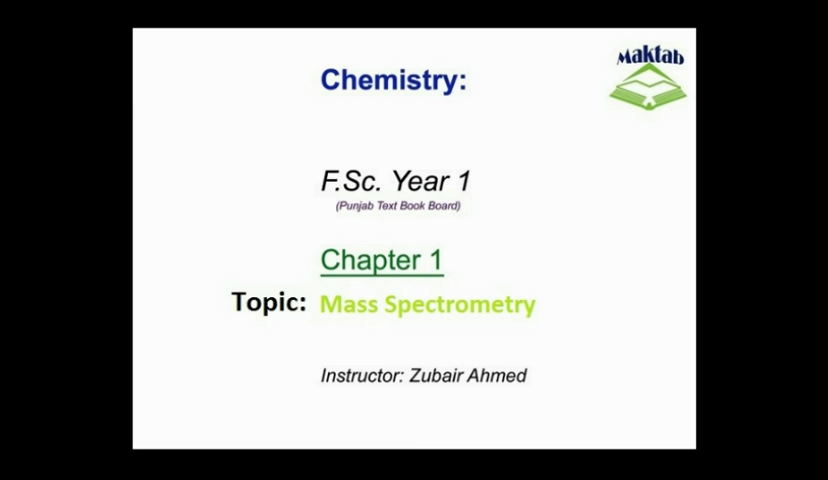 Maktab
Chemistry:
F.Sc. Year 1
(Punjab Text Book Board)
Chapter 1
Topic: Mass Spectrometry
Instructor: Zubair Ahmed